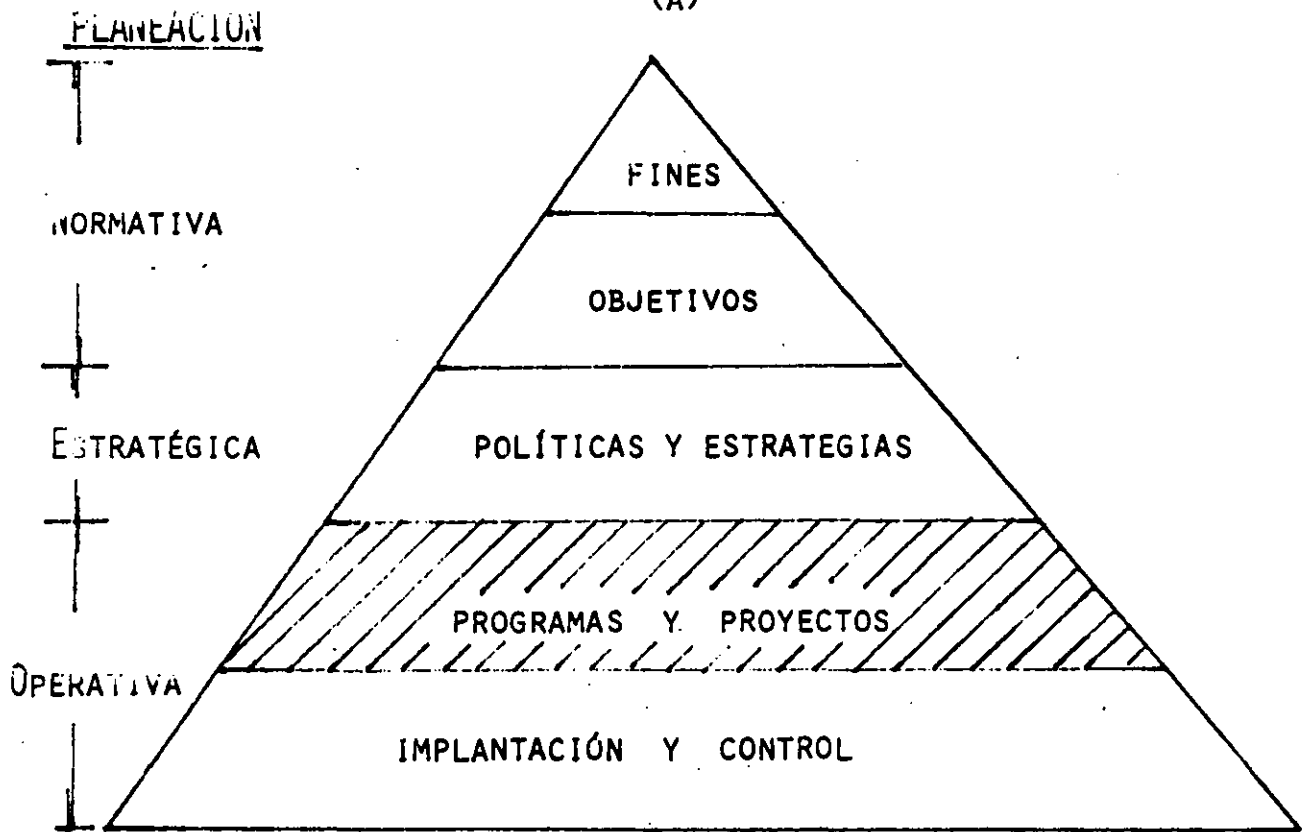 (A)
PLANEACIÓN
FINES
NORMATIVA
OBJETIVOS
ESTRATÉGICA
POLÍTICAS Y ESTRATEGIAS
PROGRAMAS Y PROYECTOS
OPERATIVA
IMPLANTACIÓN Y CONTROL